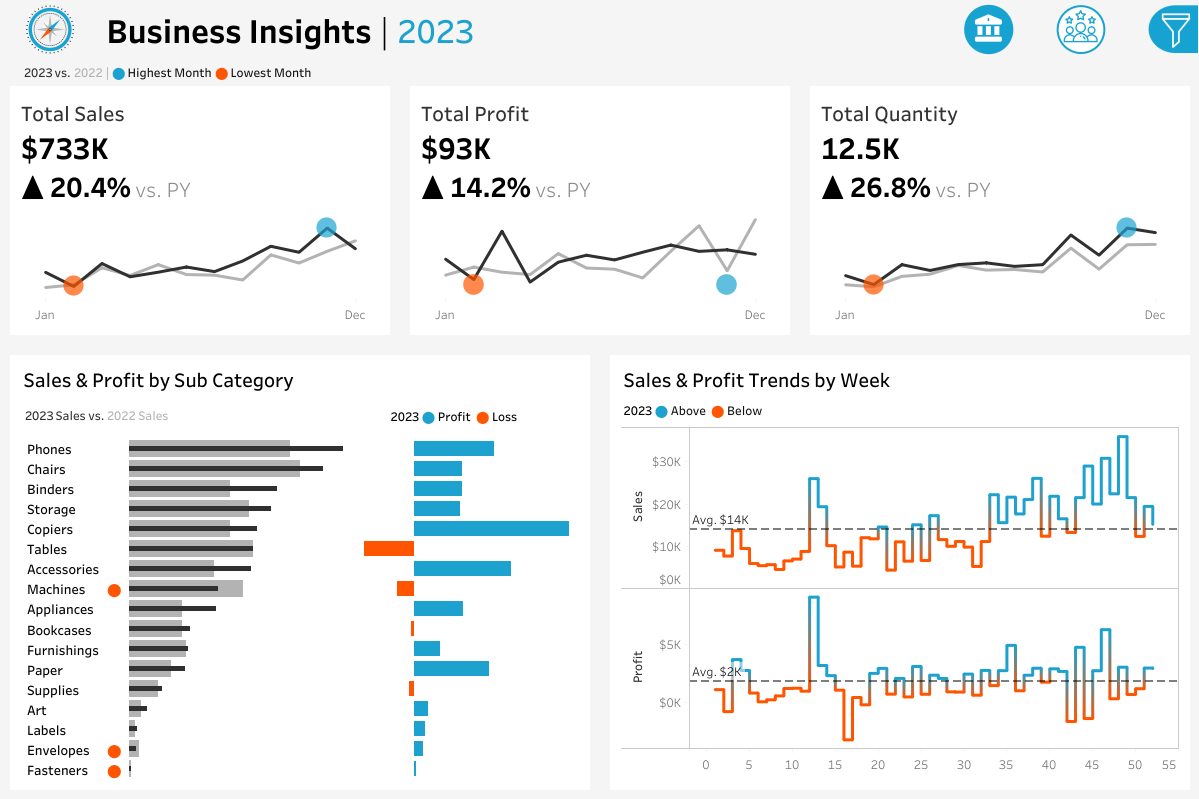 Business Insights | 2023
2023 vs. 2022 | Highest Month Lowest Month
Total Sales
$733K
▲ 20.4% vs. PY
Jan Dec
Total Profit
$93K
▲ 14.2% vs. PY
Jan Dec
Total Quantity
12.5K
▲ 26.8% vs. PY
Jan Dec
Sales & Profit by Sub Category
2023 Sales vs. 2022 Sales
2023 Profit Loss
Phones
Chairs
Binders
Storage
Copiers
Tables
Accessories
Machines
Appliances
Bookcases
Furnishings
Paper
Supplies
Art
Labels
Envelopes
Fasteners
Sales & Profit Trends by Week
2023 Above Below
Sales
$30K
$20K
Avg. $14K
$10K
$0K
Profit
$5K
Avg. $2K
$0K
0 5 10 15 20 25 30 35 40 45 50 55